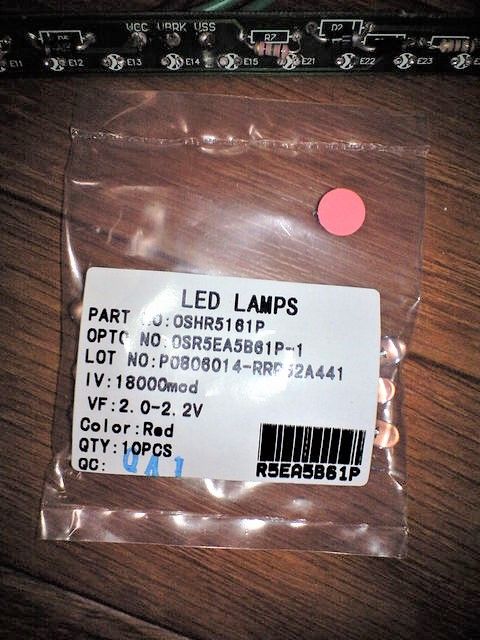 VCC VBRK VSS
R7
D7
E11
E12
E13
E14
E15
E21
E22
E23
LED LAMPS
PART NO:OSHR5161P
OPTO NO:OSR5EA5B61P-1
LOT NO:P0806014-RRP52A441
IV:18000mcd
VF:2.0-2.2V
Color:Red
QTY:10PCS
QC: QA1
R5EA5B61P